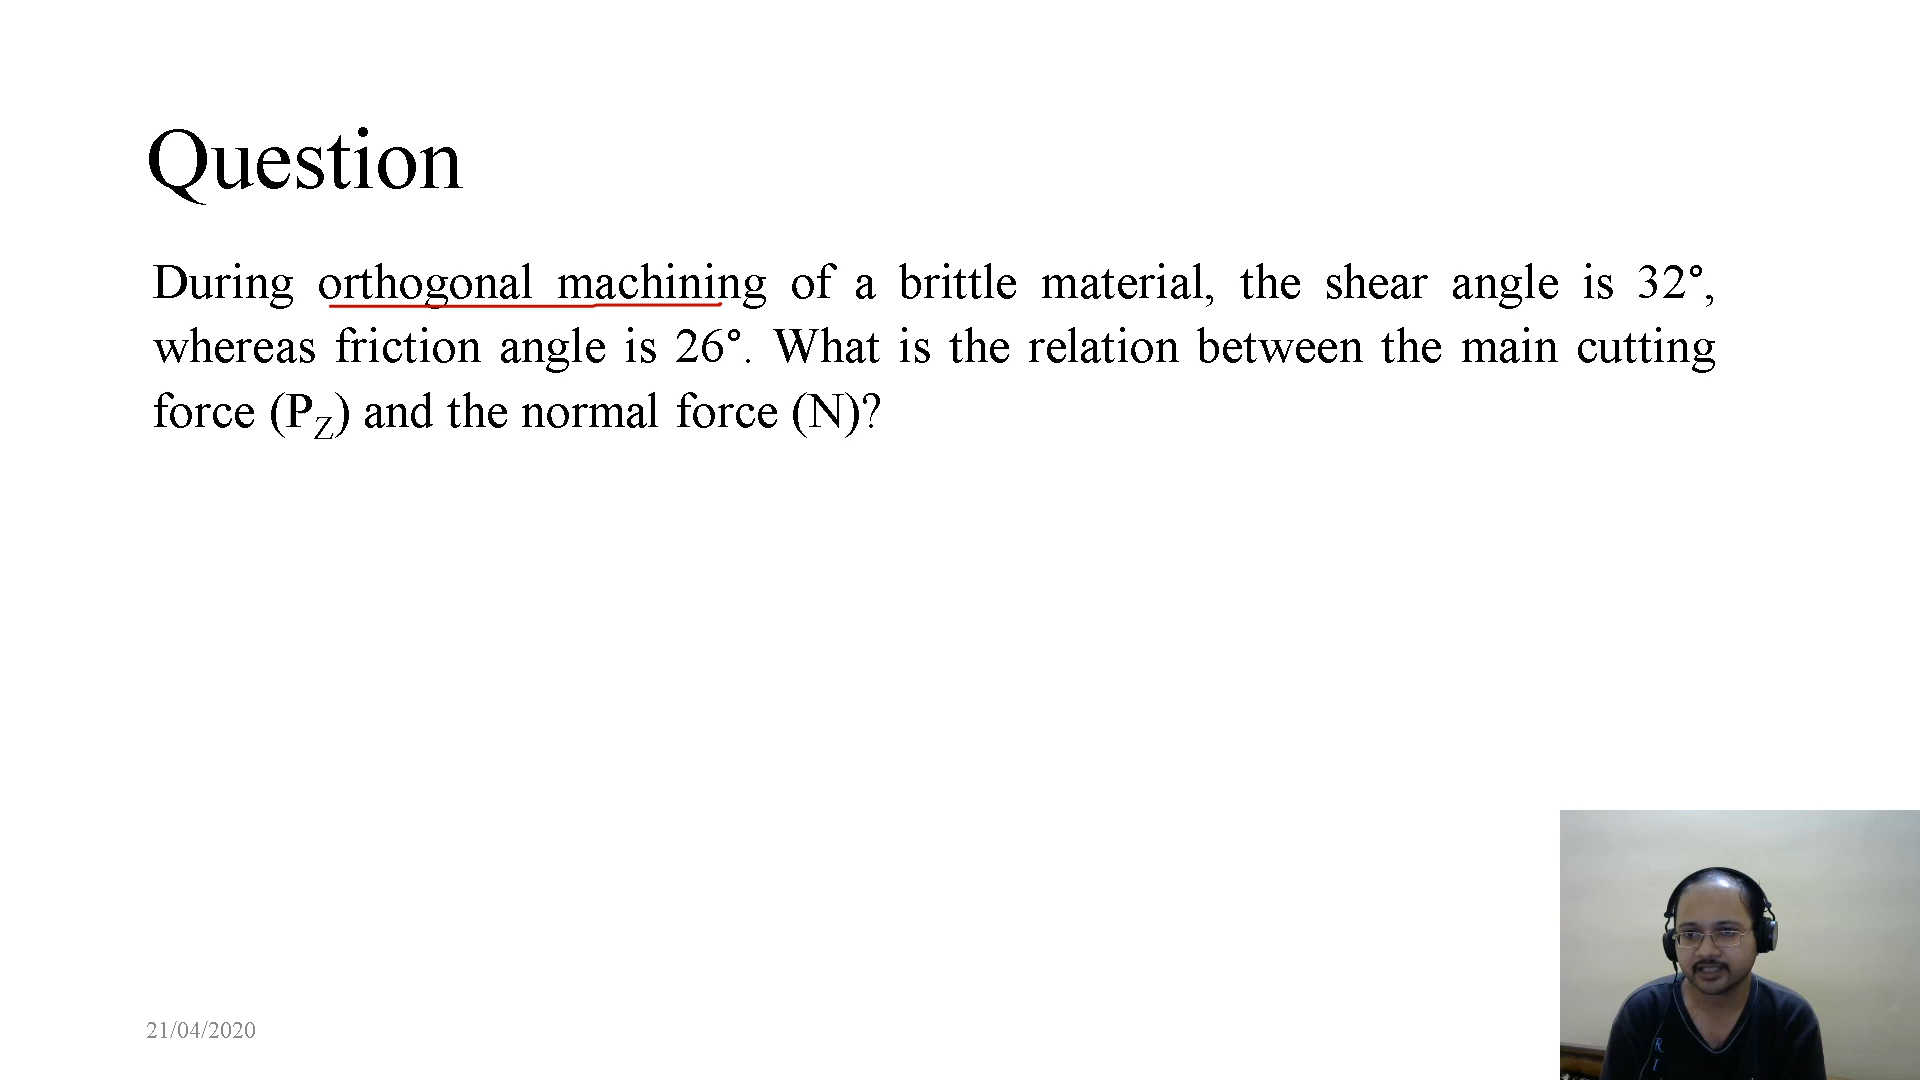 Question
During orthogonal machining of a brittle material, the shear angle is 32°,
whereas friction angle is 26°. What is the relation between the main cutting
force (PZ) and the normal force (N)?
21/04/2020
R
I